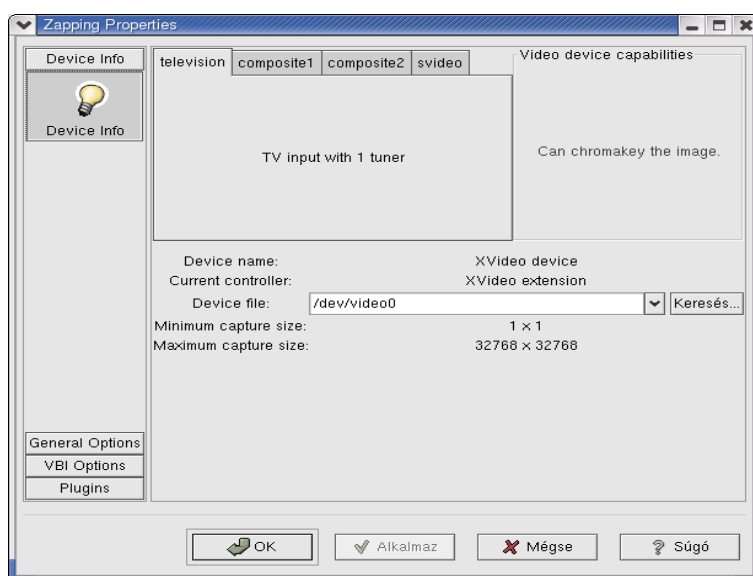 Zapping Properties
Device Info
Device Info
General Options
VBI Options
Plugins
television composite1 composite2 svideo
TV input with 1 tuner
Video device capabilities
Can chromakey the image.
Device name: XVideo device
Current controller: XVideo extension
Device file: /dev/video0 Keresés...
Minimum capture size: 1 x 1
Maximum capture size: 32768 x 32768
OK Alkalmaz Mégse Súgó